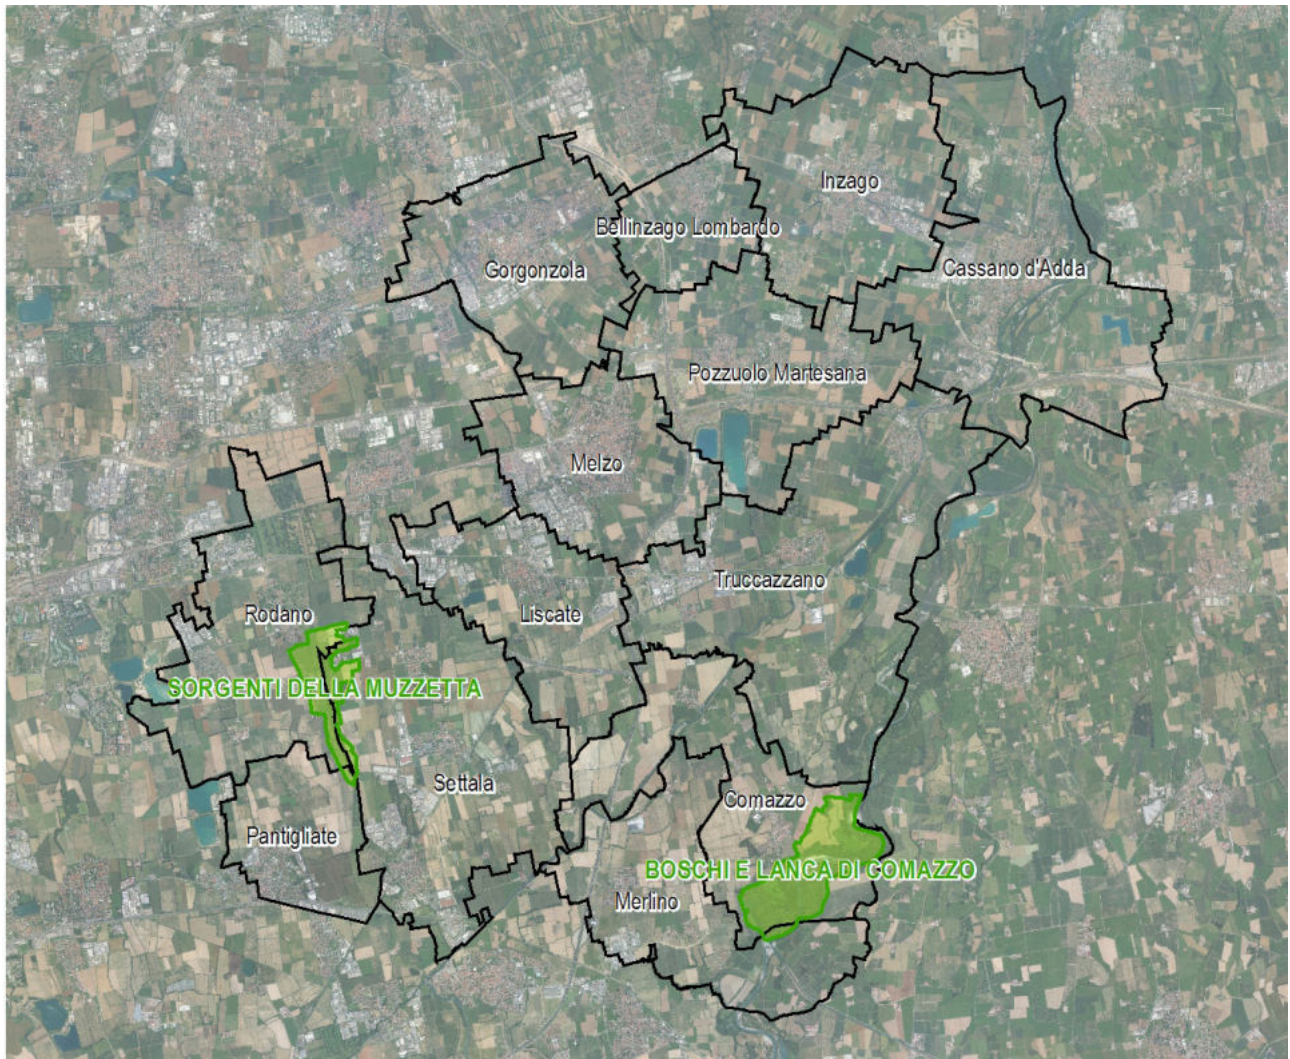 Inzago
Bellinzago Lombardo
Gorgonzola
Cassano d'Adda
Pozzuolo Martesana
Melzo
Truccazzano
Rodano
Liscate
SORGENTI DELLA MUZZETTA
Settala
Comazzo
Pantigliate
BOSCHI E LANCA DI COMAZZO
Merlino